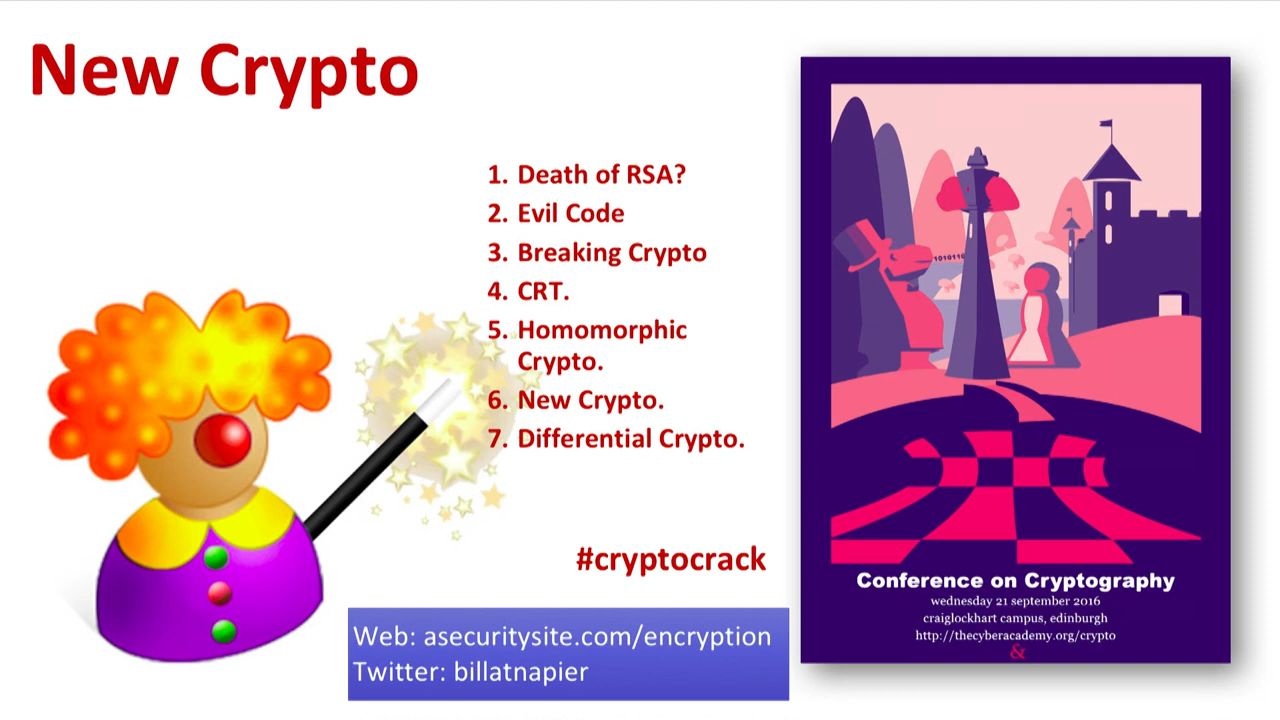 New Crypto
1. Death of RSA?
2. Evil Code
3. Breaking Crypto
4. CRT.
5. Homomorphic
Crypto.
6. New Crypto.
7. Differential Crypto.
#cryptocrack
Web: asecuritysite.com/encryption
Twitter: billatnapier
1010110
Conference on Cryptography
wednesday 21 september 2016
craiglockhart campus, edinburgh
http://thecyberacademy.org/crypto
&